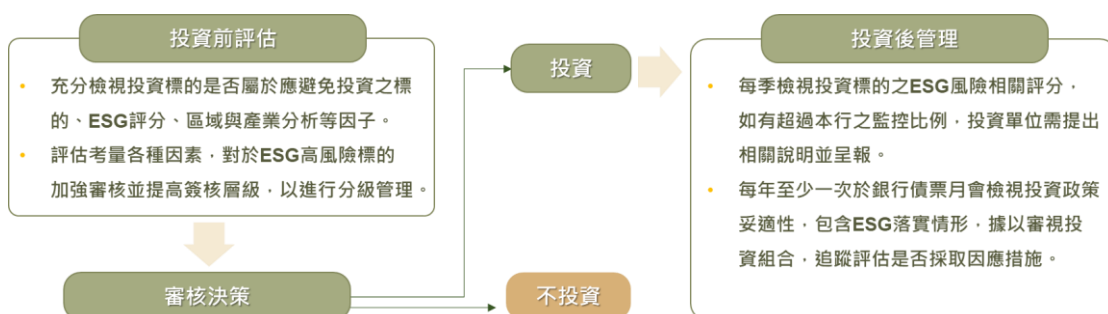 投資前評估
• 充分檢視投資標的是否屬於應避免投資之標
的、ESG評分、區域與產業分析等因子。
• 評估考量各種因素，對於ESG高風險標的
加強審核並提高簽核層級，以進行分級管理。
審核決策
投資
不投資
投資後管理
• 每季檢視投資標的之ESG風險相關評分，
如有超過本行之監控比例，投資單位需提出
相關說明並呈報。
• 每年至少一次於銀行債票月會檢視投資政策
妥適性，包含ESG落實情形，據以審視投
資組合，追蹤評估是否採取因應措施。